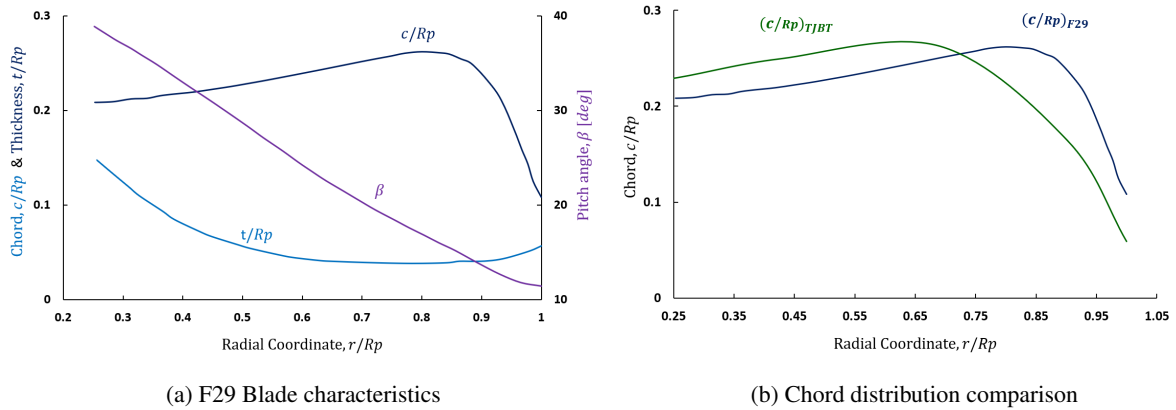 0.3
0.2
0.1
0
0.2
0.3
0.4
0.5
0.6
0.7
0.8
0.9
1
40
30
20
10
Chord, c/Rp & Thickness, t/Rp
Pitch angle, β [deg]
Radial Coordinate, r/Rp
c/Rp
β
t/Rp
(a) F29 Blade characteristics
0.3
0.2
0.1
0
0.25
0.35
0.45
0.55
0.65
0.75
0.85
0.95
1.05
Chord, c/Rp
Radial Coordinate, r/Rp
(c/Rp)TJBT
(c/Rp)F29
(b) Chord distribution comparison